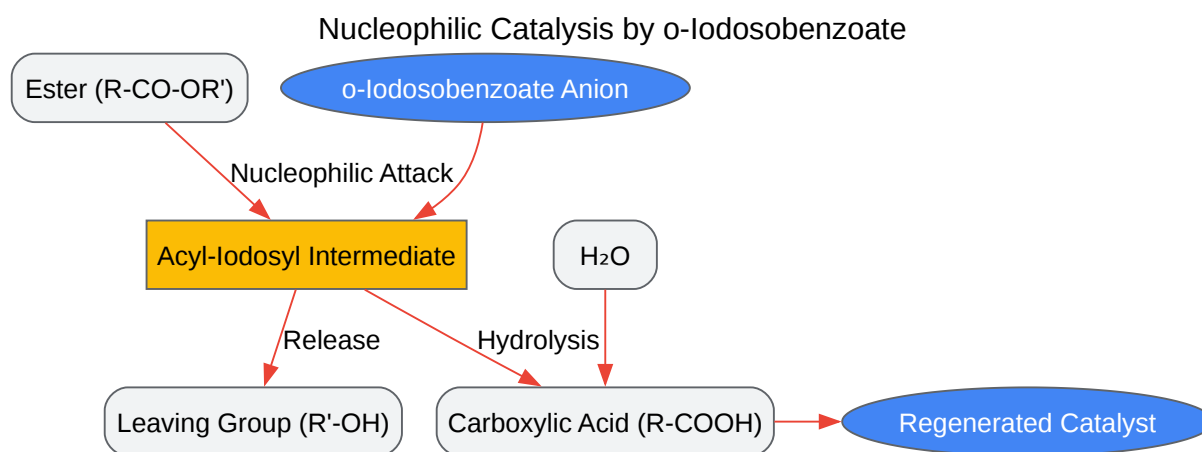 Nucleophilic Catalysis by o-Iodosobenzoate
Ester (R-CO-OR')
o-Iodosobenzoate Anion
Nucleophilic Attack
Acyl-Iodosyl Intermediate
H₂O
Release
Hydrolysis
Leaving Group (R'-OH)
Carboxylic Acid (R-COOH)
Regenerated Catalyst